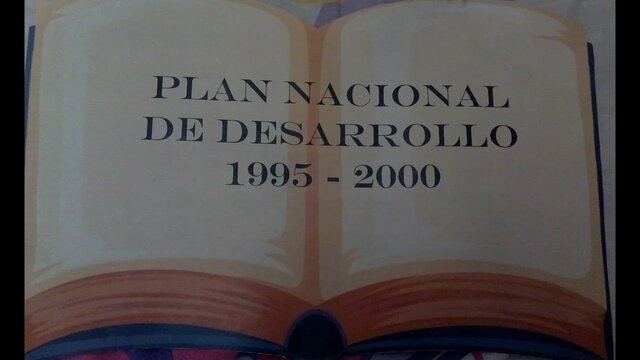 PLAN NACIONAL
DE DESARROLLO
1995 - 2000